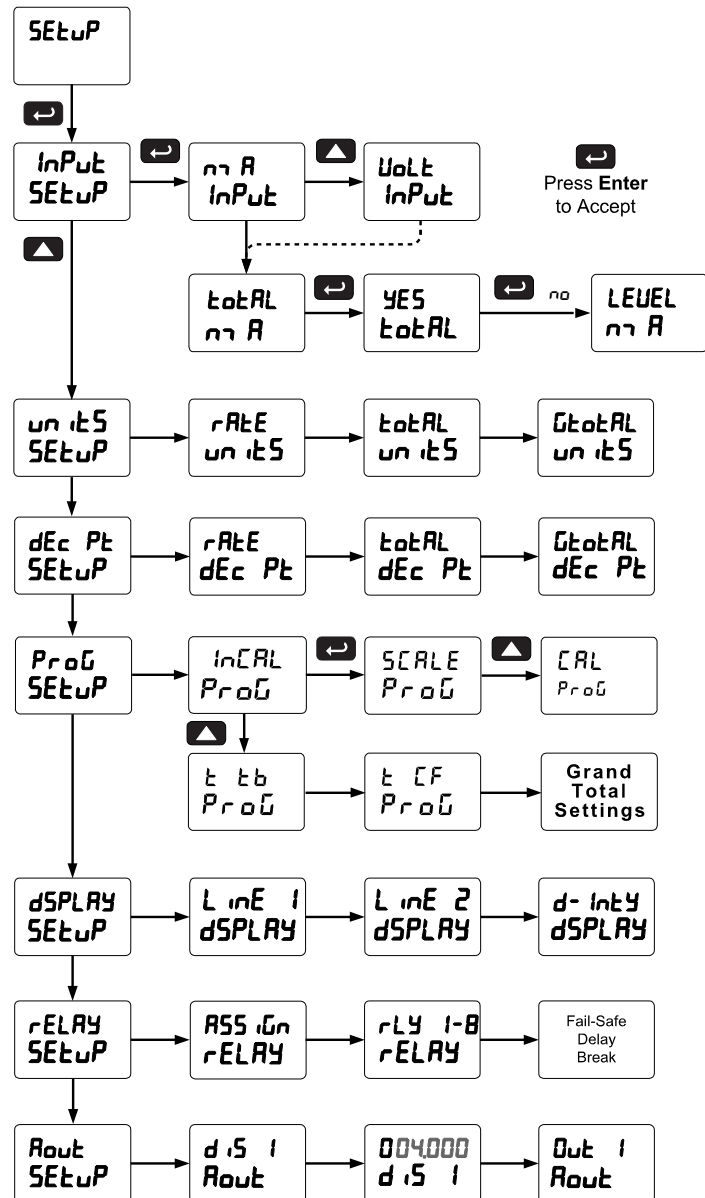 SEtuP
InPut
SEtuP
mA
InPut
VoLt
InPut
Press Enter
to Accept
totAL
mA
YES
totAL
no
LEVEL
mA
unitS
SEtuP
rAtE
unitS
totAL
unitS
GtotAL
unitS
dEc Pt
SEtuP
rAtE
dEc Pt
totAL
dEc Pt
GtotAL
dEc Pt
ProG
SEtuP
InCAL
ProG
SCALE
ProG
CAL
ProG
t tb
ProG
t CF
ProG
Grand
Total
Settings
dSPLAY
SEtuP
LinE 1
dSPLAY
LinE 2
dSPLAY
d-Inty
dSPLAY
rELAY
SEtuP
ASSiGn
rELAY
rLY 1-8
rELAY
Fail-Safe
Delay
Break
Aout
SEtuP
diS 1
Aout
004.000
diS 1
Out 1
Aout